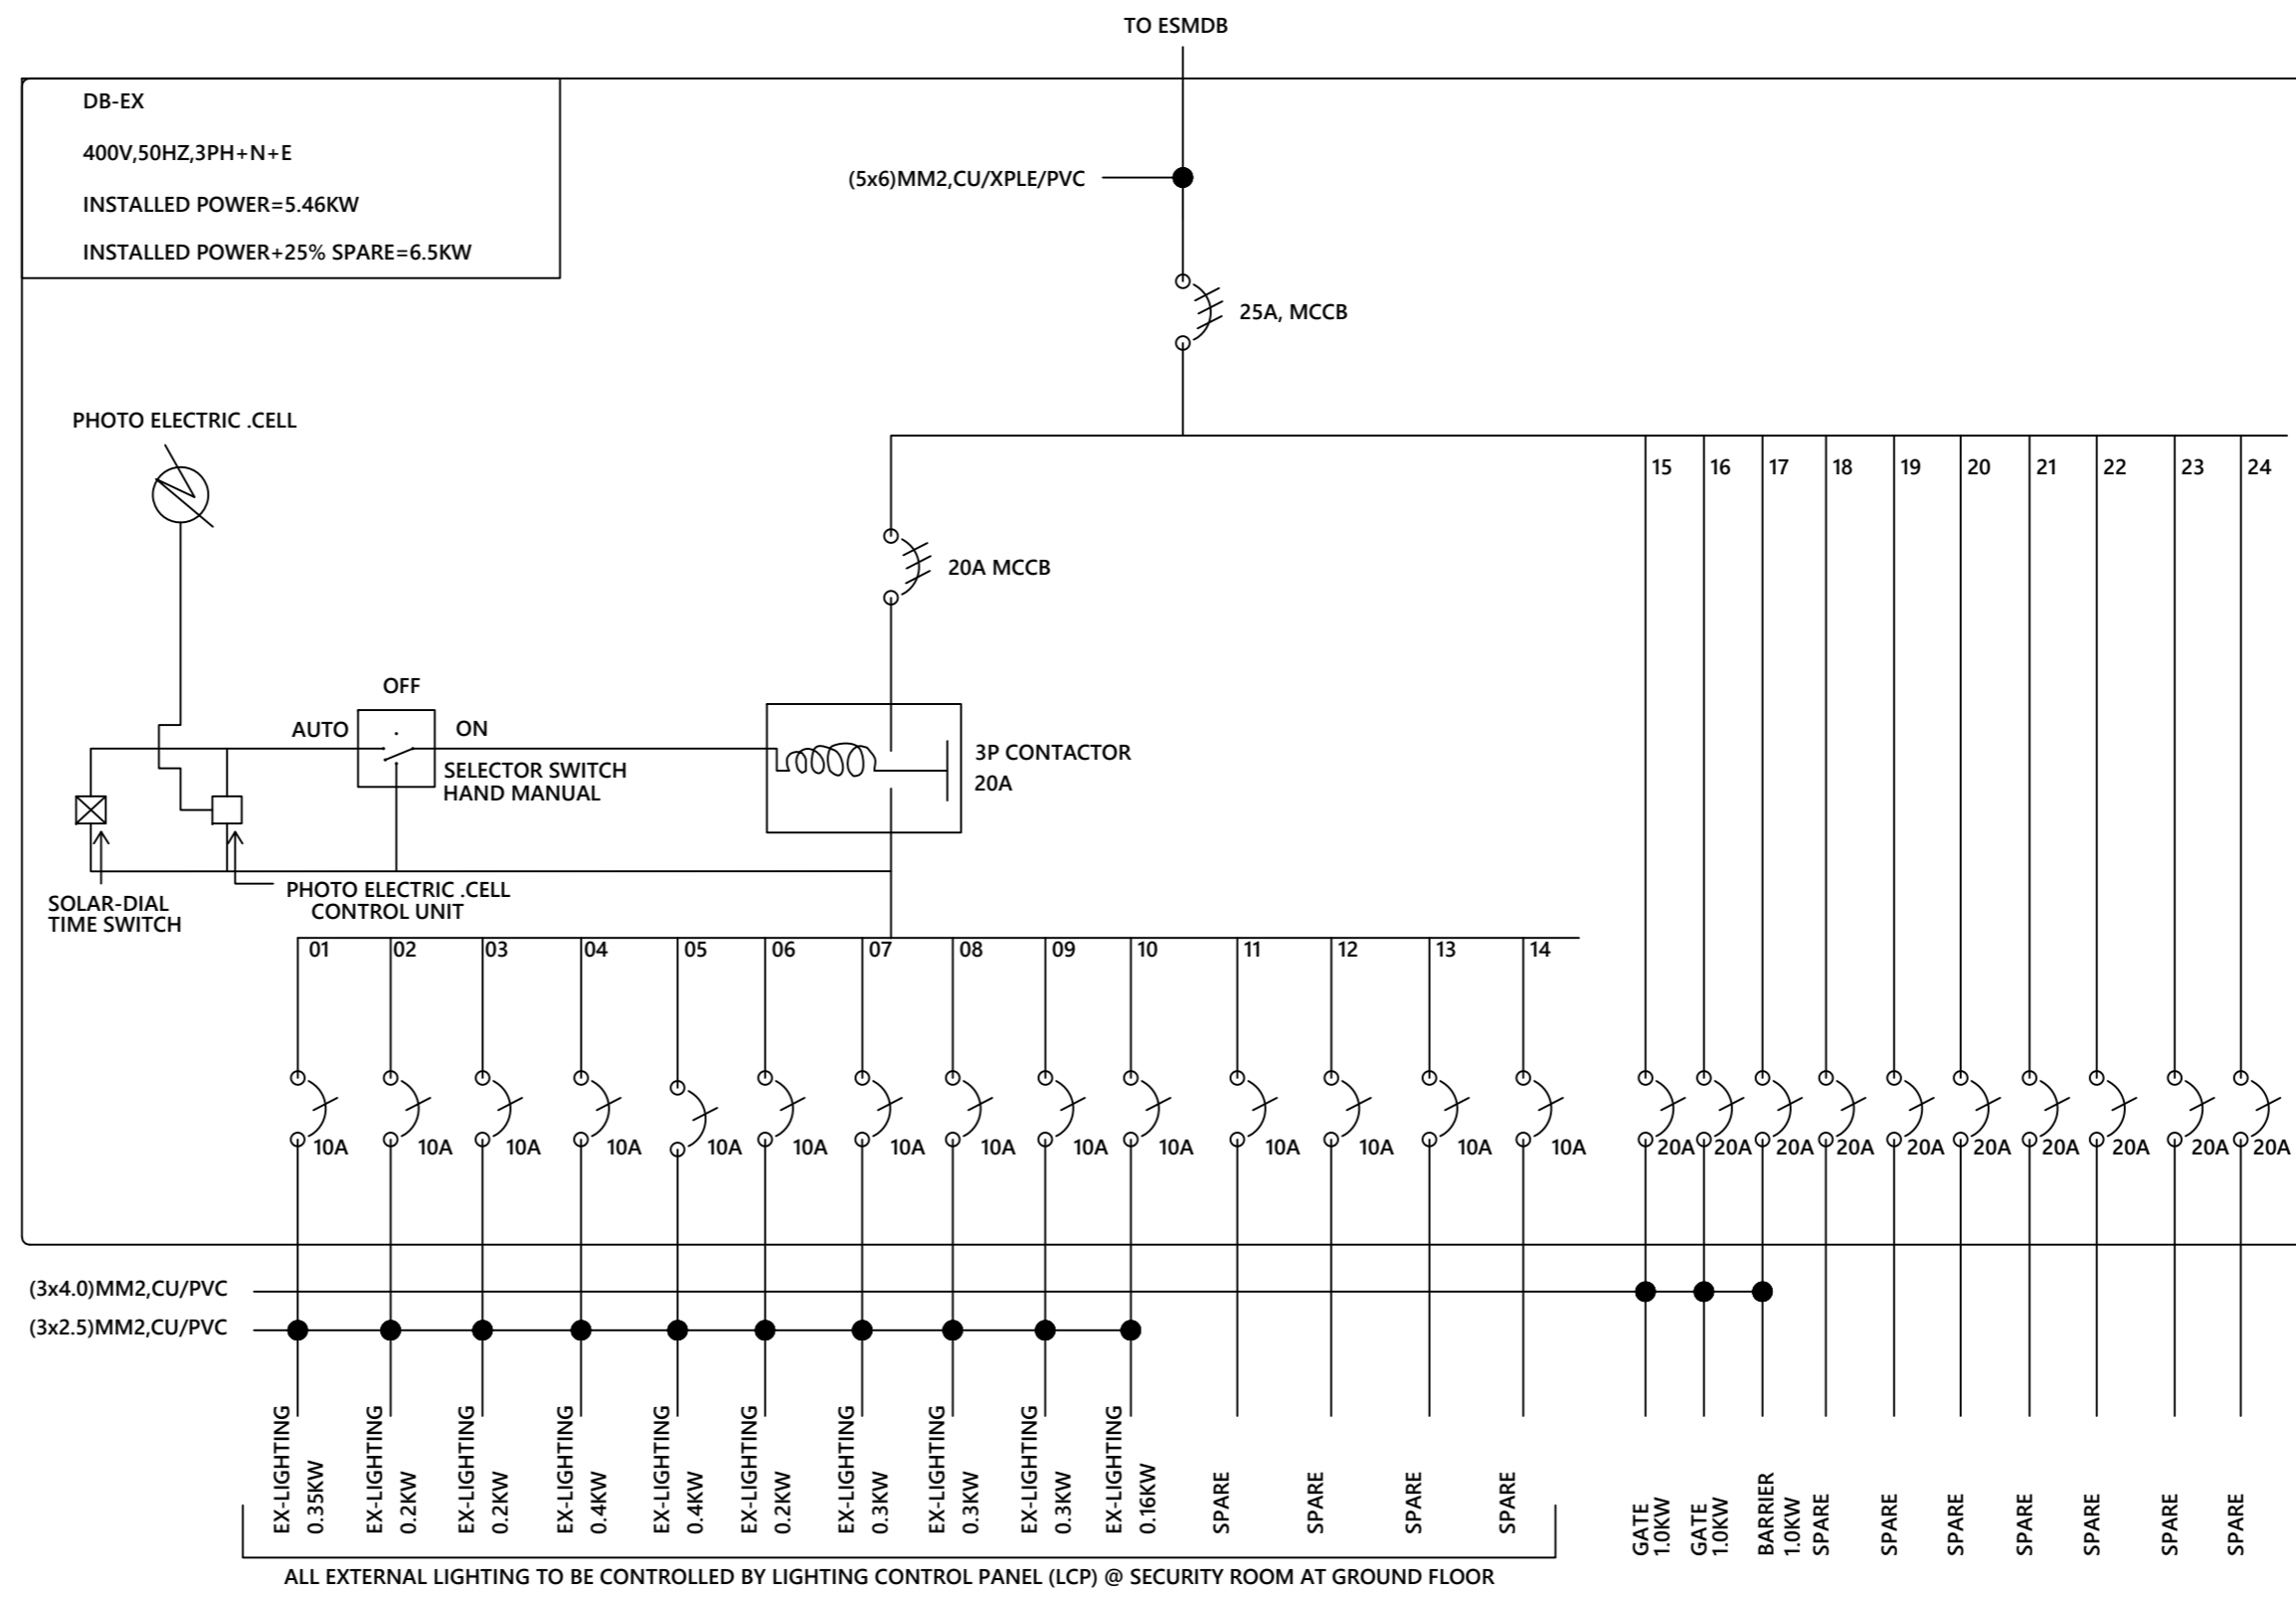 TO ESMDB
DB-EX
400V,50HZ,3PH+N+E
INSTALLED POWER=5.46KW
INSTALLED POWER+25% SPARE=6.5KW
(5x6)MM2,CU/XPLE/PVC
25A, MCCB
PHOTO ELECTRIC .CELL
15
16
17
18
19
20
21
22
23
24
20A MCCB
OFF
AUTO
ON
SELECTOR SWITCH
HAND MANUAL
3P CONTACTOR
20A
SOLAR-DIAL
TIME SWITCH
PHOTO ELECTRIC .CELL
CONTROL UNIT
01
02
03
04
05
06
07
08
09
10
11
12
13
14
10A
10A
10A
10A
10A
10A
10A
10A
10A
10A
10A
10A
10A
10A
20A
20A
20A
20A
20A
20A
20A
20A
20A
20A
(3x4.0)MM2,CU/PVC
(3x2.5)MM2,CU/PVC
EX-LIGHTING
0.35KW
EX-LIGHTING
0.2KW
EX-LIGHTING
0.2KW
EX-LIGHTING
0.4KW
EX-LIGHTING
0.4KW
EX-LIGHTING
0.2KW
EX-LIGHTING
0.3KW
EX-LIGHTING
0.3KW
EX-LIGHTING
0.3KW
EX-LIGHTING
0.16KW
SPARE
SPARE
SPARE
SPARE
GATE
1.0KW
GATE
1.0KW
BARRIER
1.0KW
SPARE
SPARE
SPARE
SPARE
SPARE
SPARE
SPARE
ALL EXTERNAL LIGHTING TO BE CONTROLLED BY LIGHTING CONTROL PANEL (LCP) @ SECURITY ROOM AT GROUND FLOOR